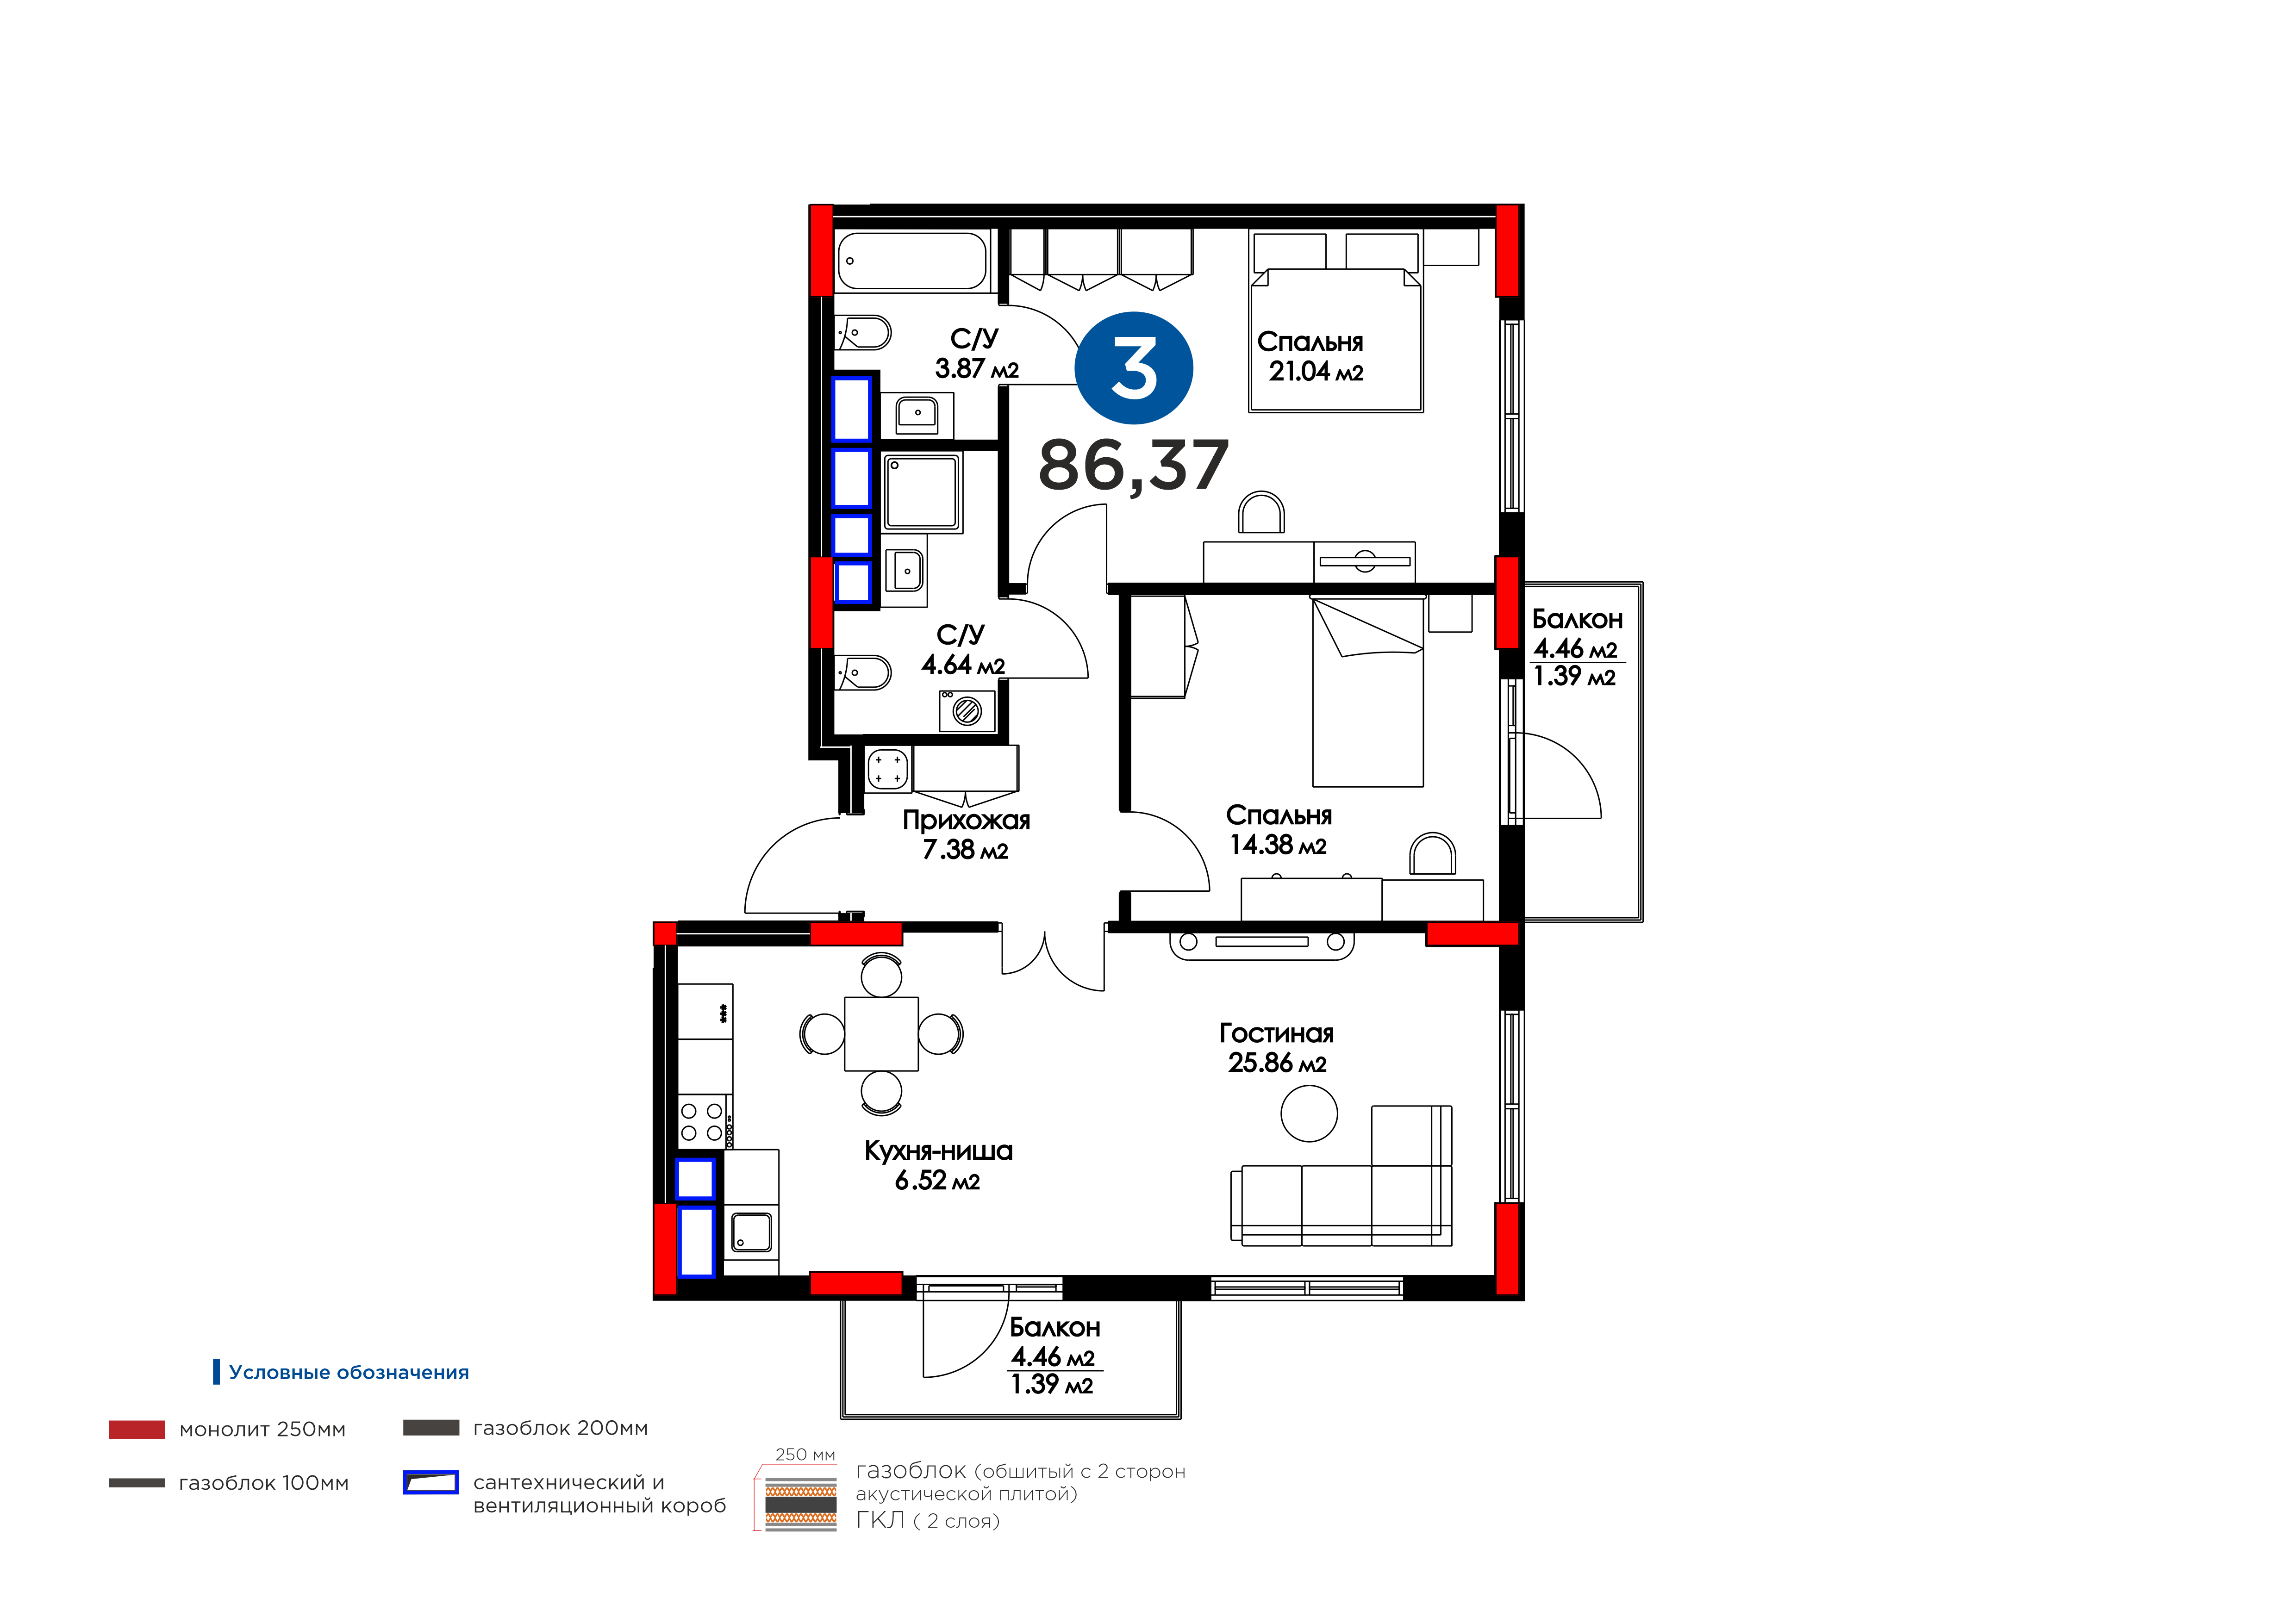 С/У
3.87 м2
3
86,37
Спальня
21.04 м2
С/У
4.64 м2
Балкон
4.46 м2
1.39 м2
Прихожая
7.38 м2
Спальня
14.38 м2
Гостиная
25.86 м2
Кухня-ниша
6.52 м2
Балкон
4.46 м2
1.39 м2
Условные обозначения
монолит 250мм
газоблок 200мм
газоблок 100мм
сантехнический и
вентиляционный короб
250 мм
газоблок (обшитый с 2 сторон
акустической плитой)
ГКЛ ( 2 слоя)